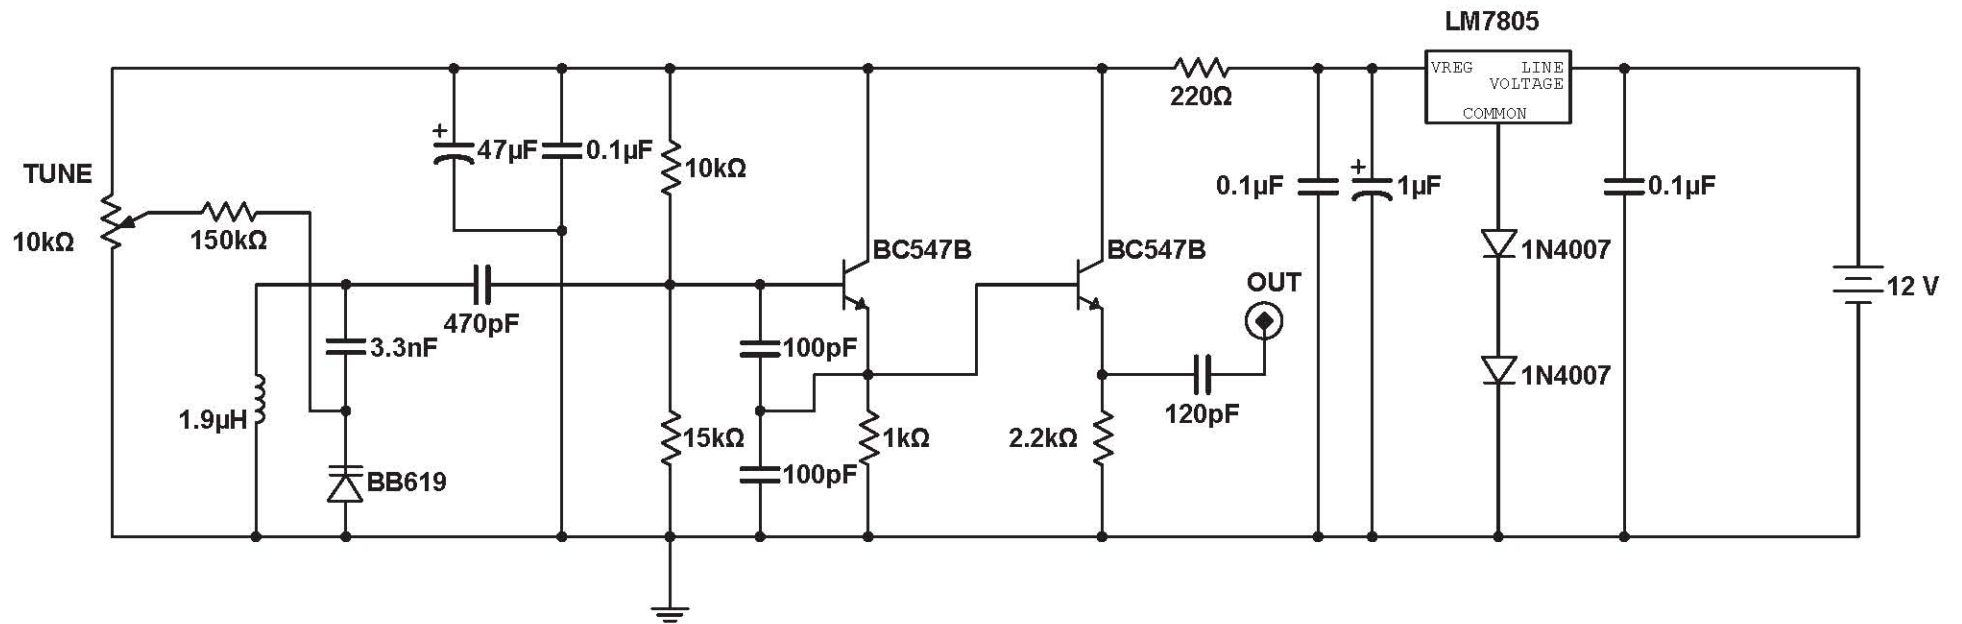 LM7805
VREG
LINE
VOLTAGE
COMMON
220Ω
+
47µF
0.1µF
10kΩ
TUNE
10kΩ
150kΩ
0.1µF
+
1µF
0.1µF
BC547B
BC547B
1N4007
OUT
12 V
470pF
3.3nF
100pF
1N4007
1.9µH
120pF
15kΩ
1kΩ
2.2kΩ
BB619
100pF